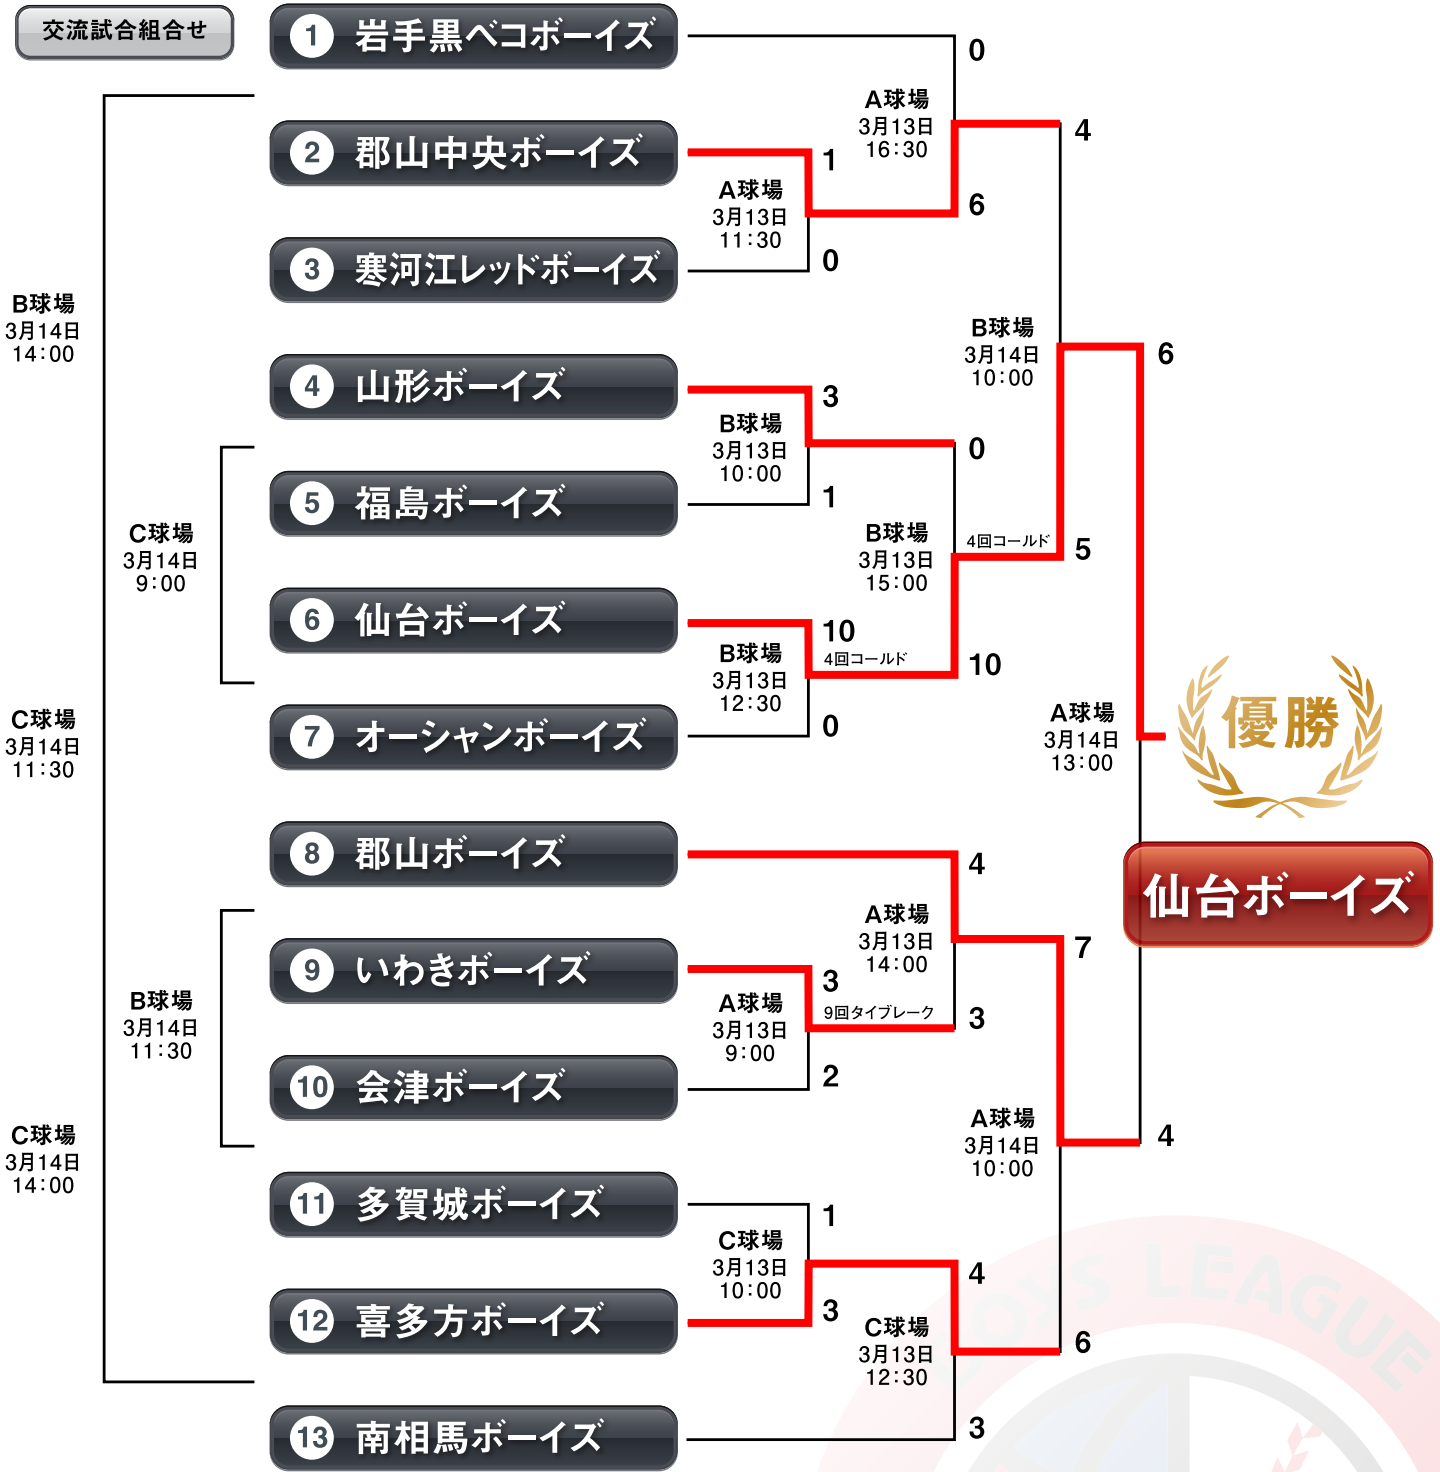 交流試合組合せ
1 岩手黒ベコボーイズ
2 郡山中央ボーイズ
3 寒河江レッドボーイズ
4 山形ボーイズ
5 福島ボーイズ
6 仙台ボーイズ
7 オーシャンボーイズ
8 郡山ボーイズ
9 いわきボーイズ
10 会津ボーイズ
11 多賀城ボーイズ
12 喜多方ボーイズ
13 南相馬ボーイズ
B球場
3月14日
14:00
C球場
3月14日
11:30
C球場
3月14日
14:00
C球場
3月14日
9:00
B球場
3月14日
11:30
1
A球場
3月13日
11:30
0
3
B球場
3月13日
10:00
1
10
4回コールド
B球場
3月13日
12:30
0
3
9回タイブレーク
A球場
3月13日
9:00
2
1
C球場
3月13日
10:00
3
0
A球場
3月13日
16:30
6
0
B球場
3月13日
15:00
4回コールド
10
4
A球場
3月13日
14:00
3
4
C球場
3月13日
12:30
3
4
B球場
3月14日
10:00
5
7
A球場
3月14日
10:00
6
6
A球場
3月14日
13:00
4
優勝
仙台ボーイズ
BOYS LEAGUE